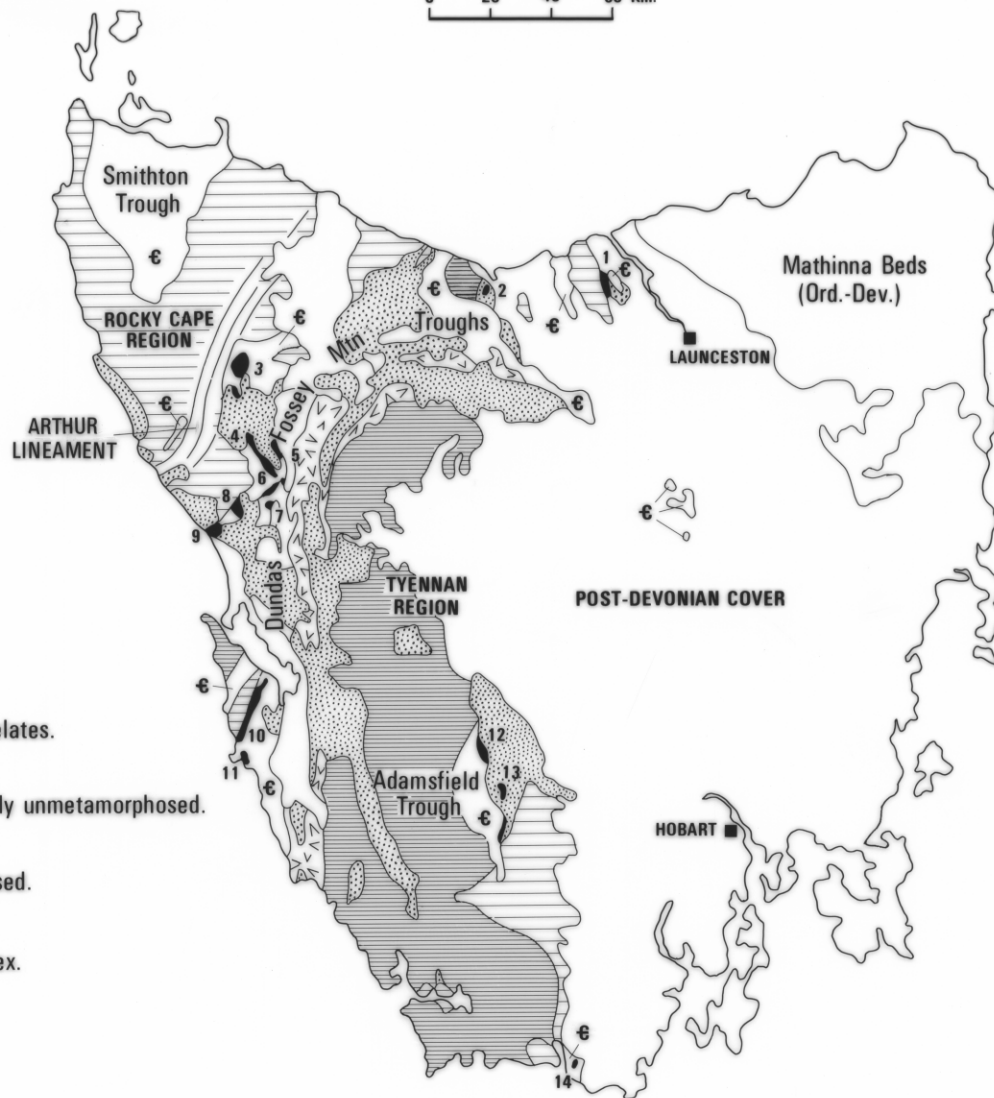 Smithton
Trough
Є
ROCKY CAPE
REGION
Є
Є
ARTHUR
LINEAMENT
3
4
5
6
7
8
9
Fossey
Mtn
Troughs
Є
2
Є
1
Є
LAUNCESTON
Mathinna Beds
(Ord.-Dev.)
Є
Є
Dundas
TYENNAN
REGION
POST-DEVONIAN COVER
Є
10
11
Є
12
13
Adamsfield
Trough
Є
HOBART
elates.
ly unmetamorphosed.
sed.
ex.
Є
14